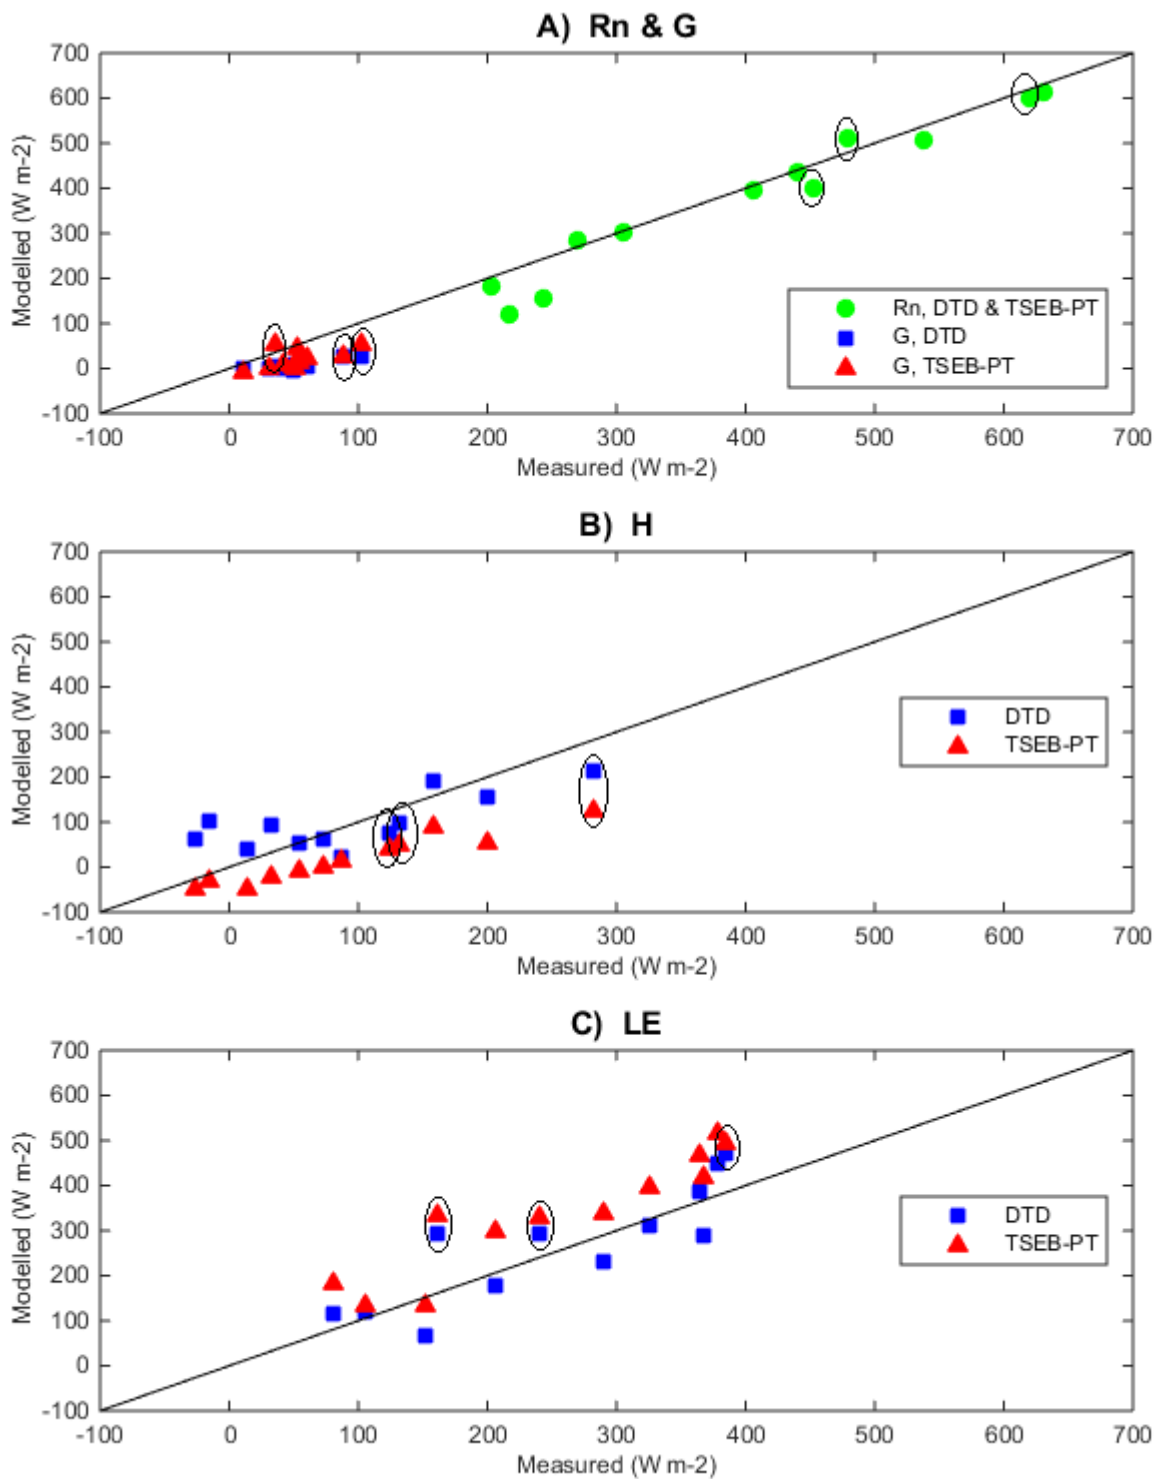 A) Rn & G
700
600
500
400
300
200
100
0
-100
Modelled (W m-2)
Rn, DTD & TSEB-PT
G, DTD
G, TSEB-PT
-100 0 100 200 300 400 500 600 700
Measured (W m-2)
B) H
700
600
500
400
300
200
100
0
-100
Modelled (W m-2)
DTD
TSEB-PT
-100 0 100 200 300 400 500 600 700
Measured (W m-2)
C) LE
700
600
500
400
300
200
100
0
-100
Modelled (W m-2)
DTD
TSEB-PT
-100 0 100 200 300 400 500 600 700
Measured (W m-2)